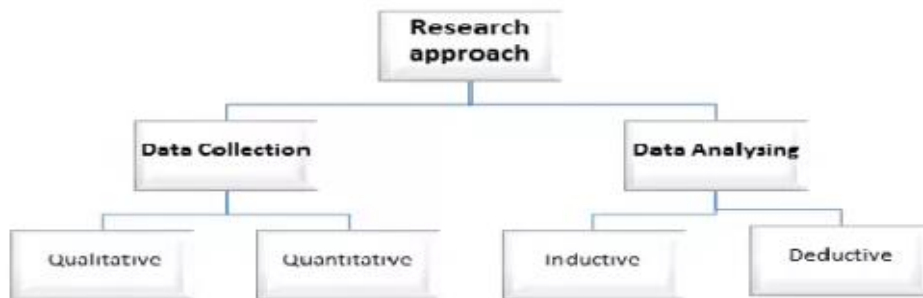 Research
approach
Data Collection
Data Analysing
Qualitative
Quantitative
Inductive
Deductive